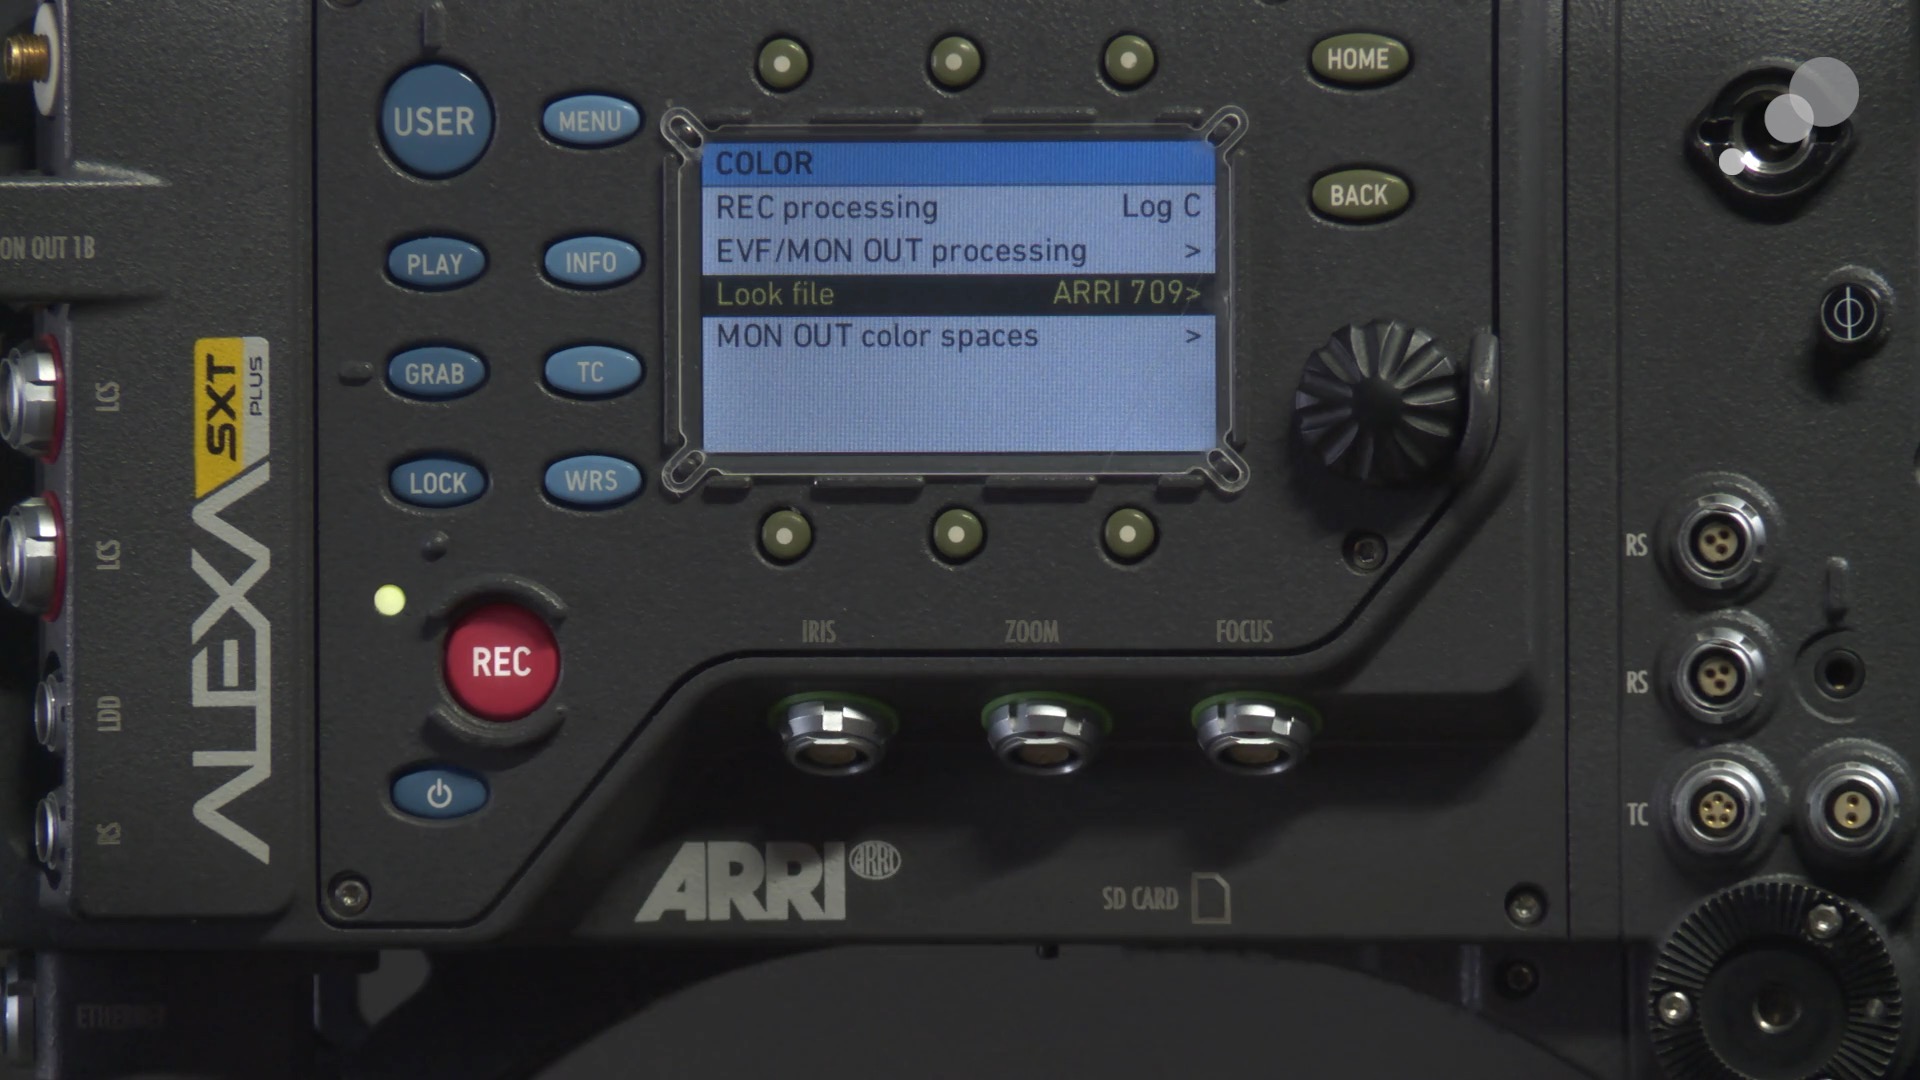 USER
MENU
HOME
COLOR
REC processing Log C
EVF/MON OUT processing >
Look file ARRI 709>
MON OUT color spaces >
BACK
PLAY
INFO
GRAB
TC
LOCK
WRS
REC
IRIS
ZOOM
FOCUS
ON OUT 1B
LCS
LCS
LDD
RS
ALEXA
SXT
PLUS
ARRI
ARRI
SD CARD
RS
RS
TC
ETHERNET